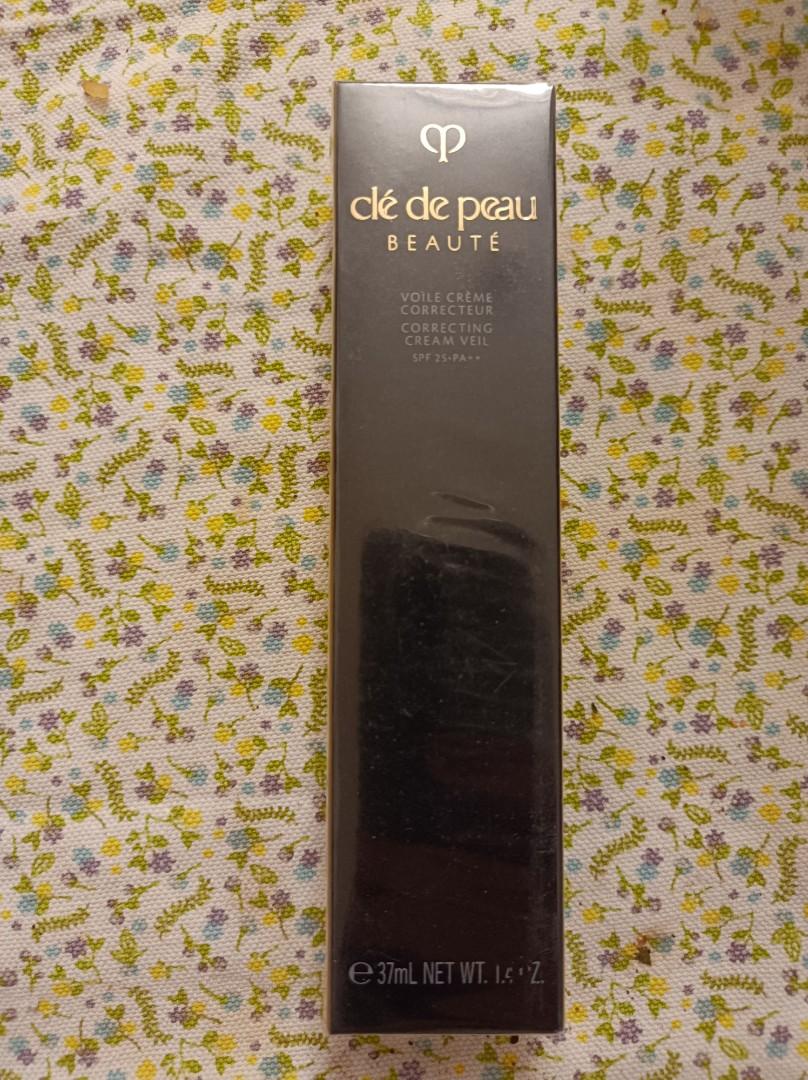 clé de peau
BEAUTÉ
VOILE CRÈME
CORRECTEUR
CORRECTING
CREAM VEIL
SPF 25•PA++
℮ 37mL NET WT.